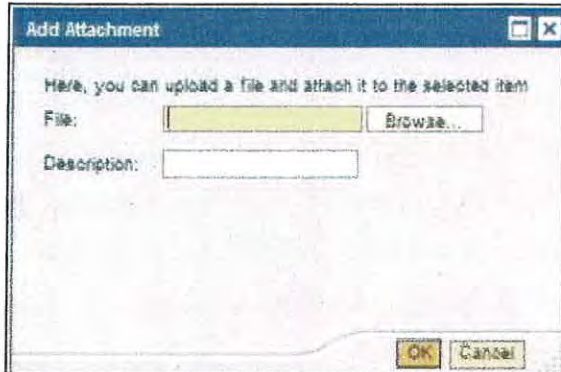 Add Attachment
Here, you can upload a file and attach it to the selected item
File: Browse...
Description:
OK Cancel